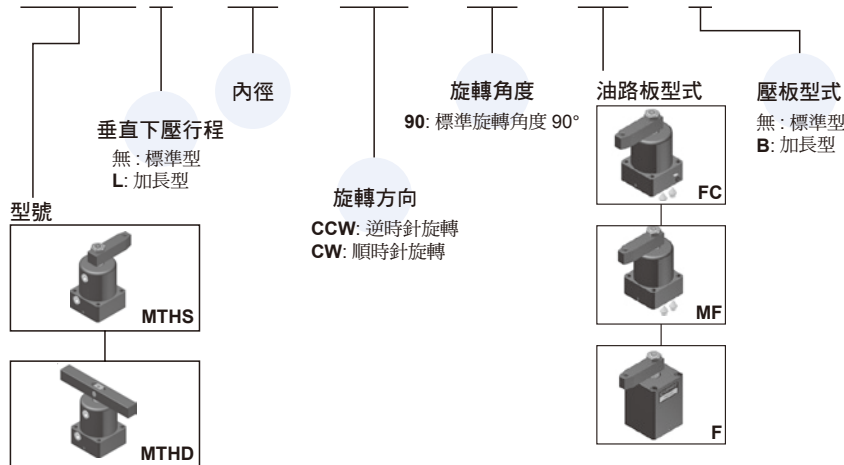 型號
MTHS
MTHD
垂直下壓行程
無 : 標準型
L: 加長型
內徑
旋轉方向
CCW: 逆時針旋轉
CW: 順時針旋轉
旋轉角度
90: 標準旋轉角度 90°
油路板型式
FC
MF
F
壓板型式
無 : 標準型
B: 加長型